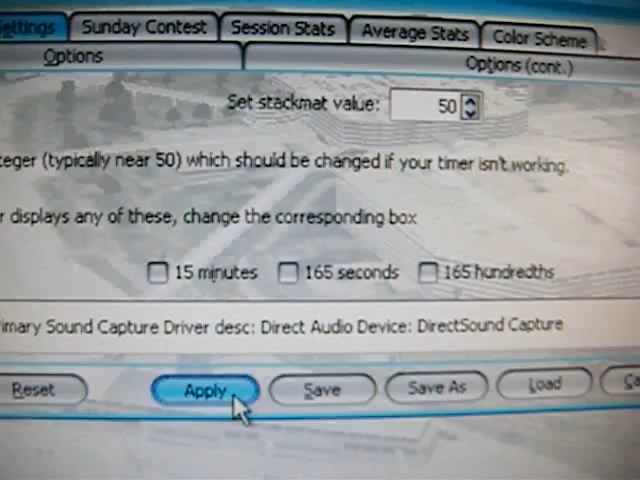 Settings Sunday Contest Session Stats Average Stats Color Scheme
Options Options (cont.)
Set stackmat value: 50
teger (typically near 50) which should be changed if your timer isn't working.
r displays any of these, change the corresponding box
15 minutes 165 seconds 165 hundredths
imary Sound Capture Driver desc: Direct Audio Device: DirectSound Capture
Reset Apply Save Save As Load Ca